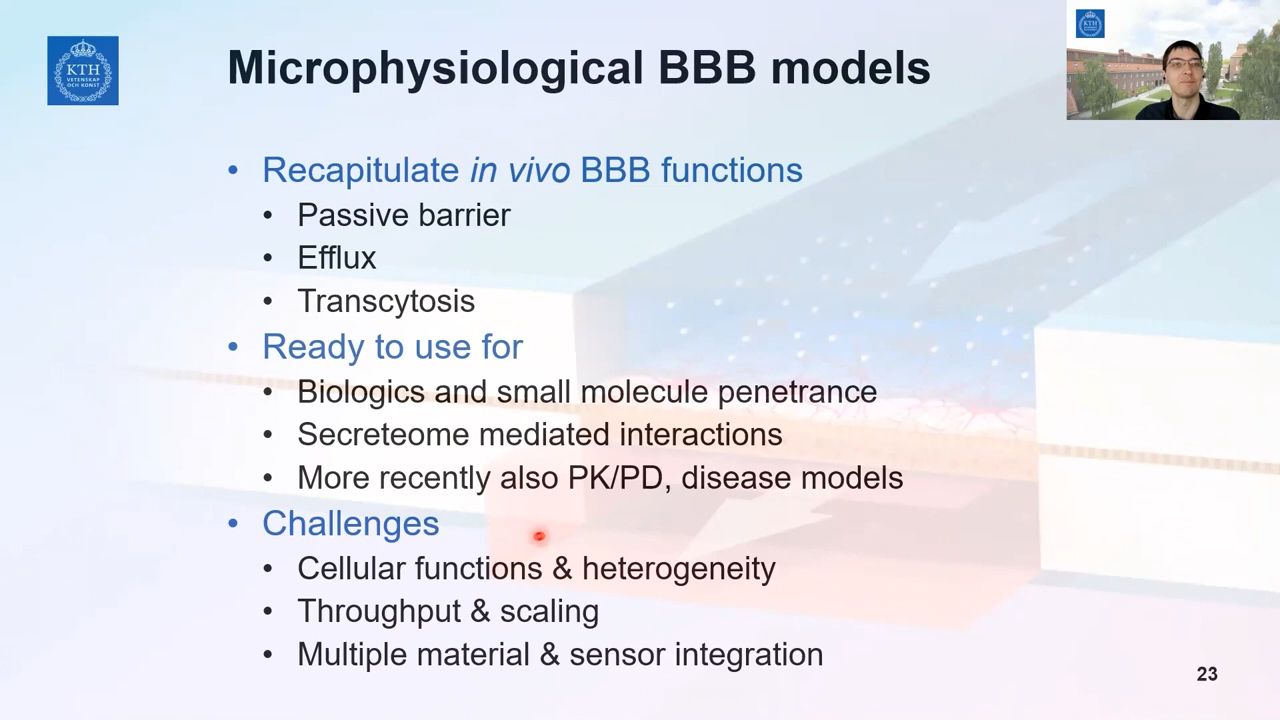 KTH
VETENSKAP
OCH KONST
Microphysiological BBB models
• Recapitulate in vivo BBB functions
• Passive barrier
• Efflux
• Transcytosis
• Ready to use for
• Biologics and small molecule penetrance
• Secreteome mediated interactions
• More recently also PK/PD, disease models
• Challenges
• Cellular functions & heterogeneity
• Throughput & scaling
• Multiple material & sensor integration
23